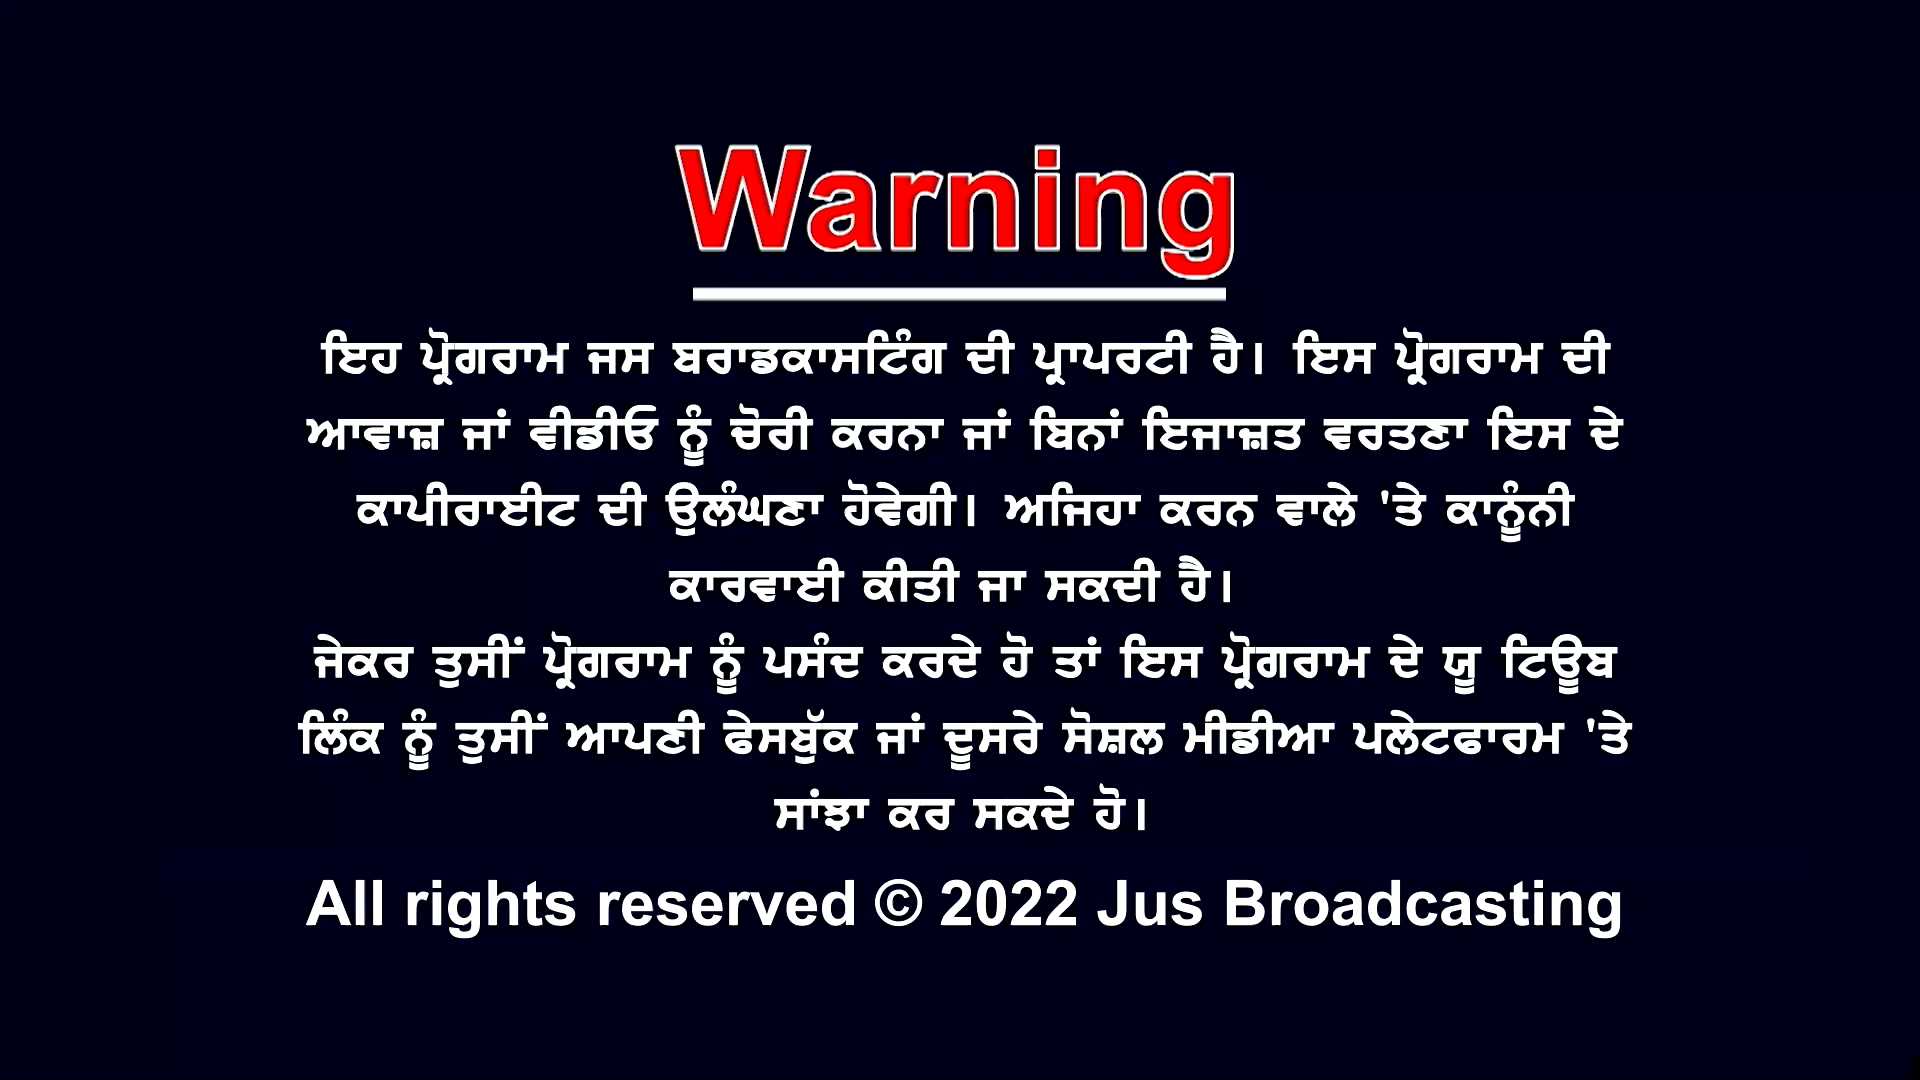 Warning
ਇਹ ਪ੍ਰੋਗਰਾਮ ਜਸ ਬਰਾਡਕਾਸਟਿੰਗ ਦੀ ਪ੍ਰਾਪਰਟੀ ਹੈ। ਇਸ ਪ੍ਰੋਗਰਾਮ ਦੀ
ਆਵਾਜ਼ ਜਾਂ ਵੀਡੀਓ ਨੂੰ ਚੋਰੀ ਕਰਨਾ ਜਾਂ ਬਿਨਾਂ ਇਜਾਜ਼ਤ ਵਰਤਣਾ ਇਸ ਦੇ
ਕਾਪੀਰਾਈਟ ਦੀ ਉਲੰਘਣਾ ਹੋਵੇਗੀ। ਅਜਿਹਾ ਕਰਨ ਵਾਲੇ 'ਤੇ ਕਾਨੂੰਨੀ
ਕਾਰਵਾਈ ਕੀਤੀ ਜਾ ਸਕਦੀ ਹੈ।
ਜੇਕਰ ਤੁਸੀਂ ਪ੍ਰੋਗਰਾਮ ਨੂੰ ਪਸੰਦ ਕਰਦੇ ਹੋ ਤਾਂ ਇਸ ਪ੍ਰੋਗਰਾਮ ਦੇ ਯੂ ਟਿਊਬ
ਲਿੰਕ ਨੂੰ ਤੁਸੀਂ ਆਪਣੀ ਫੇਸਬੁੱਕ ਜਾਂ ਦੂਸਰੇ ਸੋਸ਼ਲ ਮੀਡੀਆ ਪਲੇਟਫਾਰਮ 'ਤੇ
ਸਾਂਝਾ ਕਰ ਸਕਦੇ ਹੋ।
All rights reserved © 2022 Jus Broadcasting